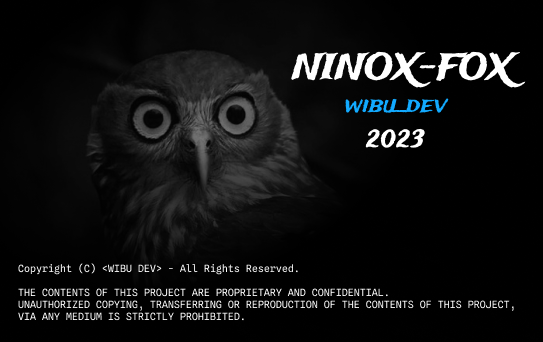 NINOX-FOX
WIBU_DEV
2023
Copyright (C) <WIBU DEV> - All Rights Reserved.
THE CONTENTS OF THIS PROJECT ARE PROPRIETARY AND CONFIDENTIAL.
UNAUTHORIZED COPYING, TRANSFERRING OR REPRODUCTION OF THE CONTENTS OF THIS PROJECT,
VIA ANY MEDIUM IS STRICTLY PROHIBITED.